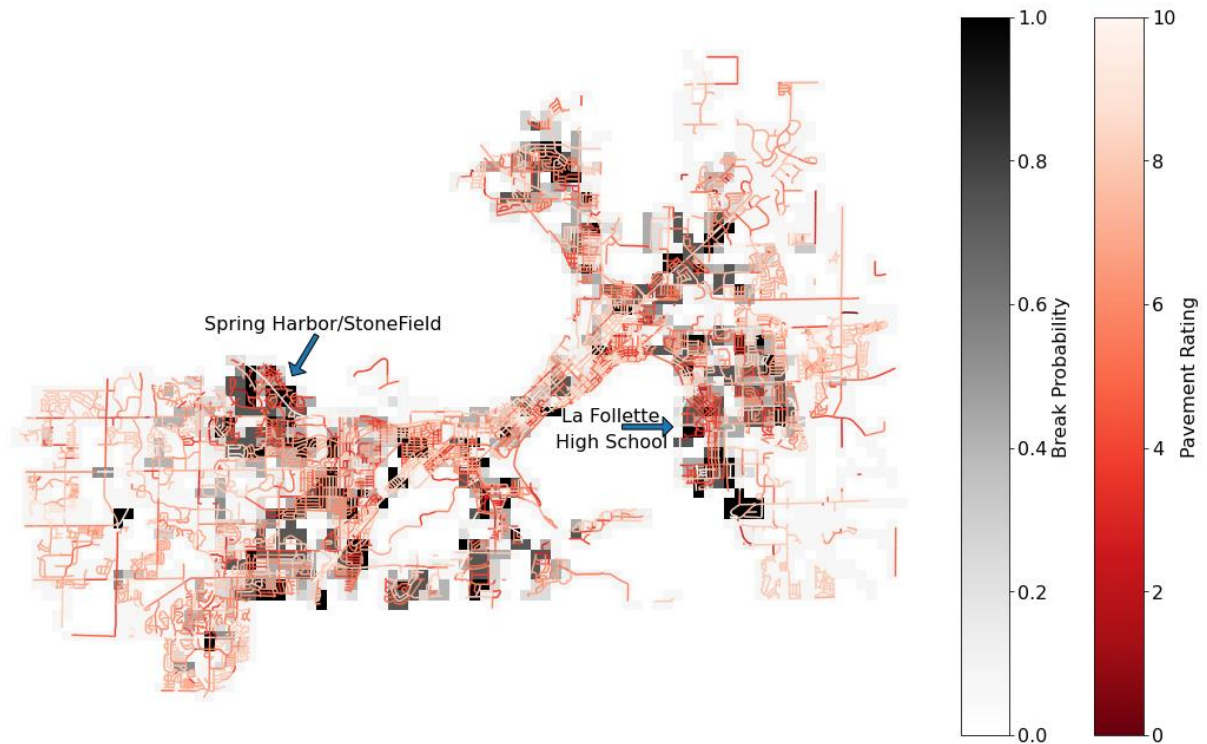 Spring Harbor/StoneField
La Follette
High School
1.0
0.8
0.6
0.4
0.2
0.0
Break Probability
10
8
6
4
2
0
Pavement Rating